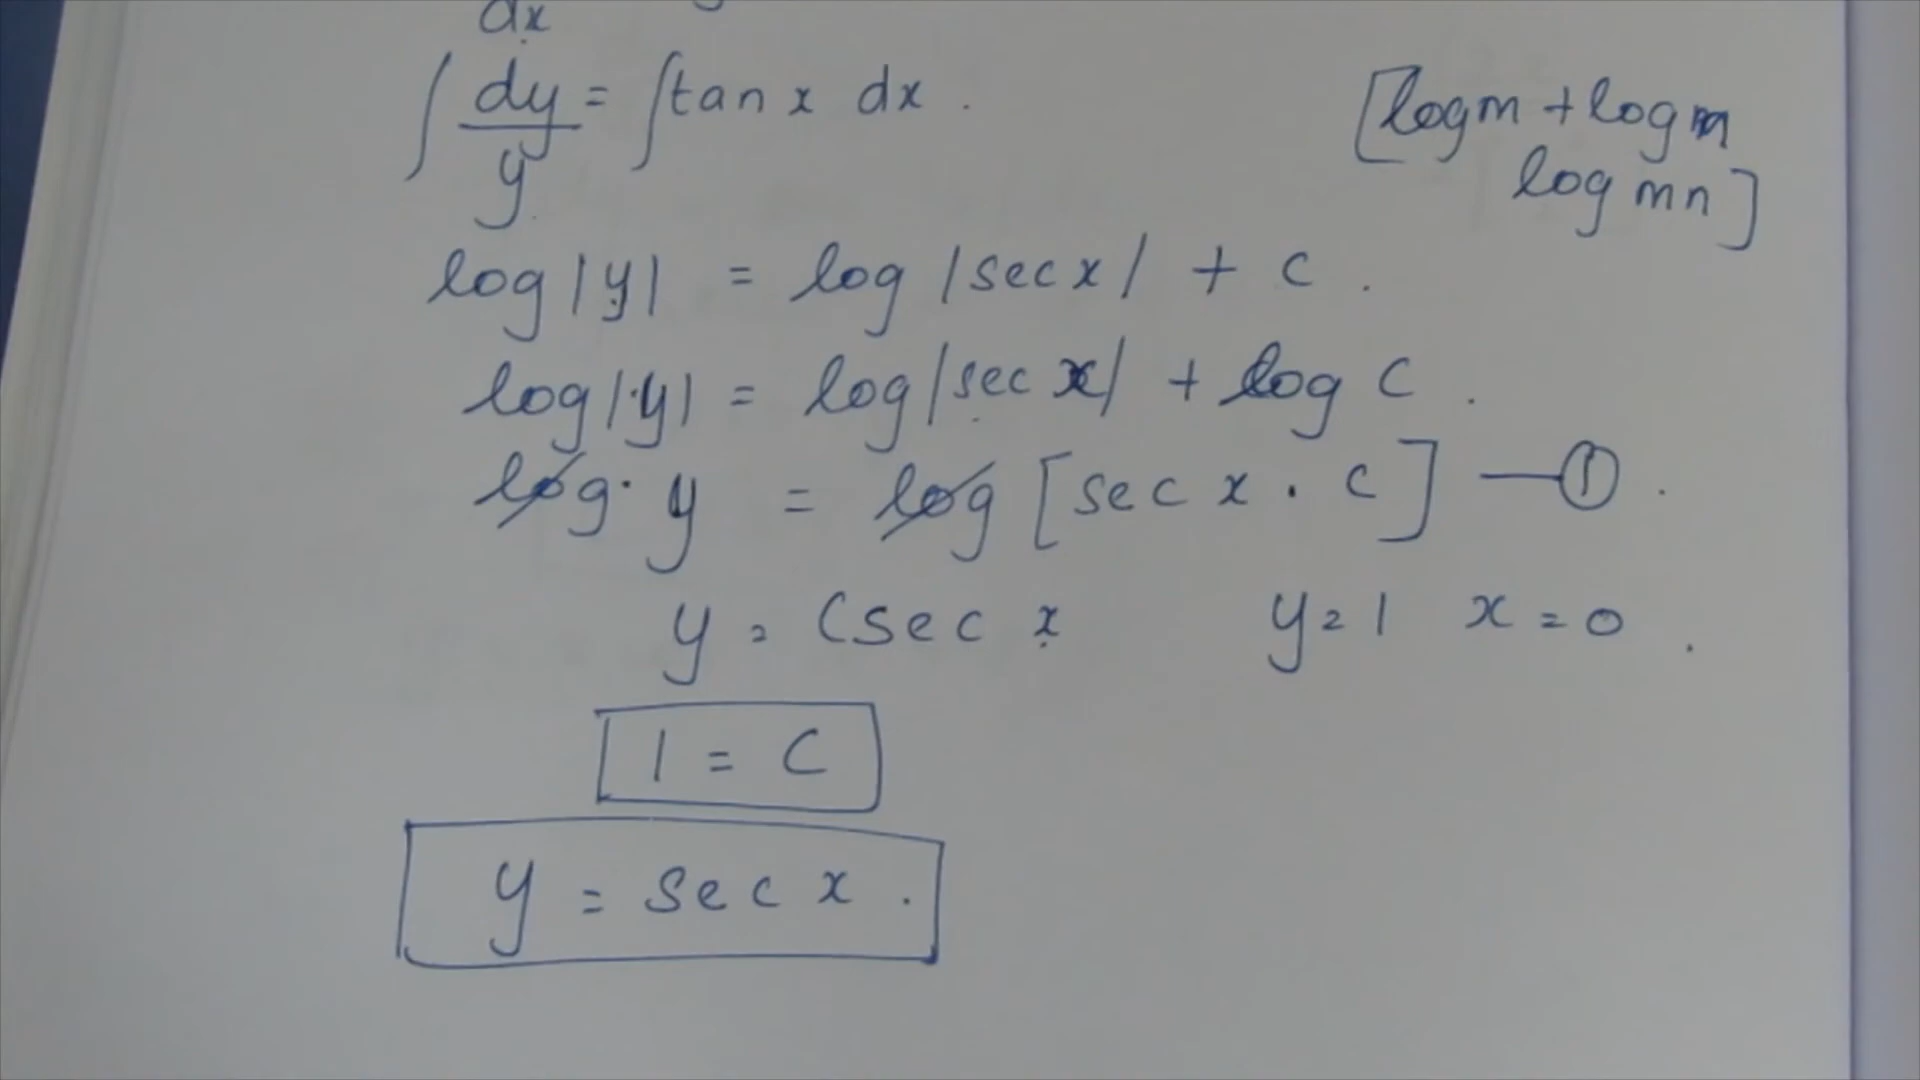 dx
∫ dy/y = ∫ tan x dx .
[log m + log n
log mn]
log |y| = log |sec x| + c .
log |y| = log |sec x| + log c .
log y = log [sec x . c] — ①
y = C sec x y = 1 x = 0 .
1 = C
y = sec x .